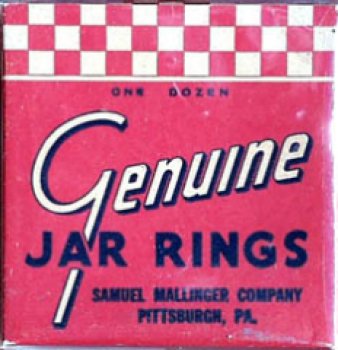 ONE DOZEN
Genuine
JAR RINGS
SAMUEL MALLINGER COMPANY
PITTSBURGH, PA.